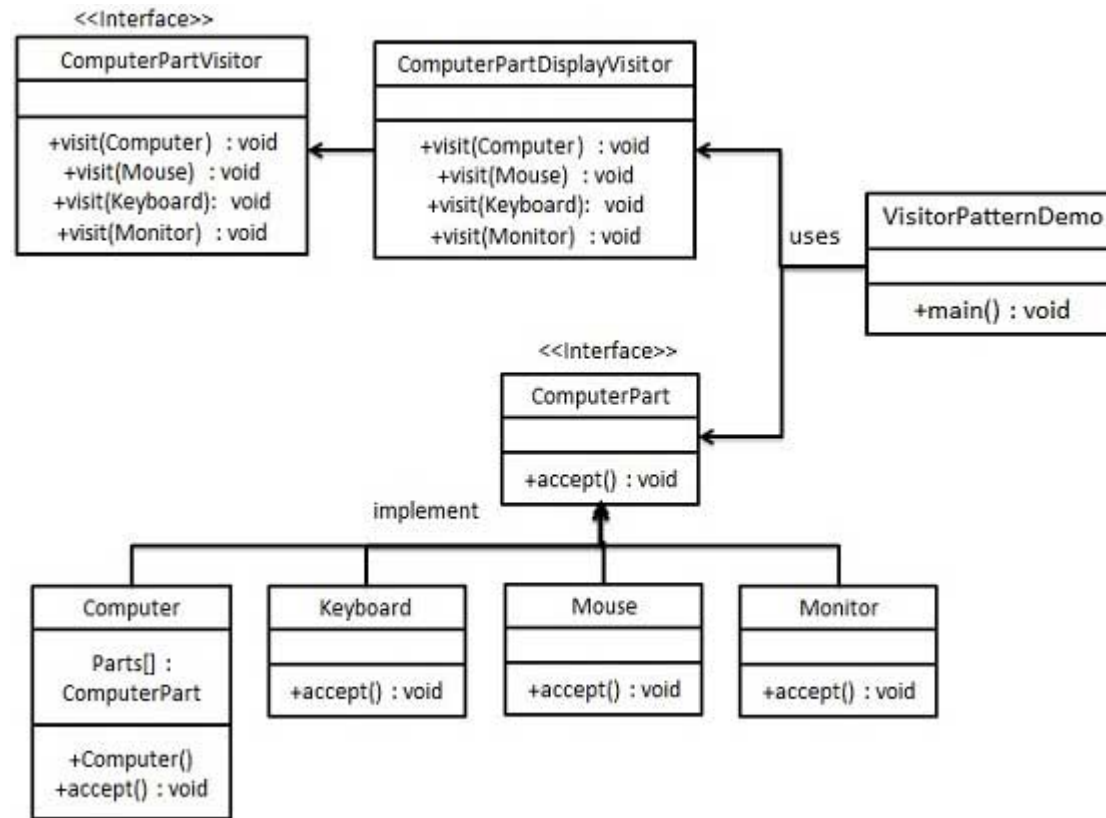 <<Interface>>
ComputerPartVisitor
+visit(Computer) : void
+visit(Mouse) : void
+visit(Keyboard): void
+visit(Monitor) : void
ComputerPartDisplayVisitor
+visit(Computer) : void
+visit(Mouse) : void
+visit(Keyboard): void
+visit(Monitor) : void
uses
VisitorPatternDemo
+main() : void
<<Interface>>
ComputerPart
+accept() : void
implement
Computer
Parts[] :
ComputerPart
+Computer()
+accept() : void
Keyboard
+accept() : void
Mouse
+accept() : void
Monitor
+accept() : void